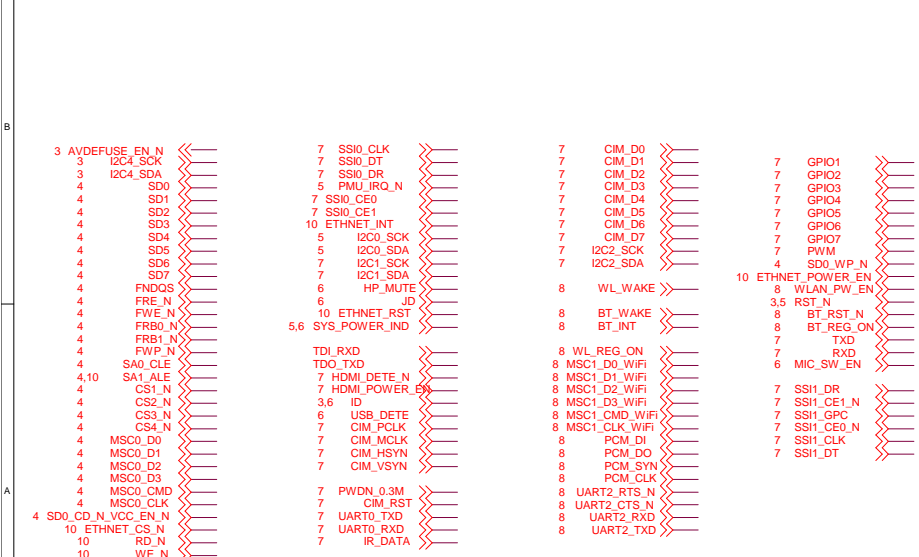 B
A
3 AVDEFUSE_EN_N
3 I2C4_SCK
3 I2C4_SDA
4 SD0
4 SD1
4 SD2
4 SD3
4 SD4
4 SD5
4 SD6
4 SD7
4 FNDQS
4 FRE_N
4 FWE_N
4 FRB0_N
4 FRB1_N
4 FWP_N
4 SA0_CLE
4,10 SA1_ALE
4 CS1_N
4 CS2_N
4 CS3_N
4 CS4_N
4 MSC0_D0
4 MSC0_D1
4 MSC0_D2
4 MSC0_D3
4 MSC0_CMD
4 MSC0_CLK
4 SD0_CD_N_VCC_EN_N
10 ETHNET_CS_N
10 RD_N
10 WE_N
7 SSI0_CLK
7 SSI0_DT
7 SSI0_DR
5 PMU_IRQ_N
7 SSI0_CE0
7 SSI0_CE1
10 ETHNET_INT
5 I2C0_SCK
5 I2C0_SDA
7 I2C1_SCK
7 I2C1_SDA
6 HP_MUTE
6 JD
10 ETHNET_RST
5,6 SYS_POWER_IND
TDI_RXD
TDO_TXD
7 HDMI_DETE_N
7 HDMI_POWER_EN
3,6 ID
6 USB_DETE
7 CIM_PCLK
7 CIM_MCLK
7 CIM_HSYN
7 CIM_VSYN
7 PWDN_0.3M
7 CIM_RST
7 UART0_TXD
7 UART0_RXD
7 IR_DATA
7 CIM_D0
7 CIM_D1
7 CIM_D2
7 CIM_D3
7 CIM_D4
7 CIM_D5
7 CIM_D6
7 CIM_D7
7 I2C2_SCK
7 I2C2_SDA
8 WL_WAKE
8 BT_WAKE
8 BT_INT
8 WL_REG_ON
8 MSC1_D0_WiFi
8 MSC1_D1_WiFi
8 MSC1_D2_WiFi
8 MSC1_D3_WiFi
8 MSC1_CMD_WiFi
8 MSC1_CLK_WiFi
8 PCM_DI
8 PCM_DO
8 PCM_SYN
8 PCM_CLK
8 UART2_RTS_N
8 UART2_CTS_N
8 UART2_RXD
8 UART2_TXD
7 GPIO1
7 GPIO2
7 GPIO3
7 GPIO4
7 GPIO5
7 GPIO6
7 GPIO7
7 PWM
4 SD0_WP_N
10 ETHNET_POWER_EN
8 WLAN_PW_EN
3,5 RST_N
8 BT_RST_N
8 BT_REG_ON
7 TXD
7 RXD
6 MIC_SW_EN
7 SSI1_DR
7 SSI1_CE1_N
7 SSI1_GPC
7 SSI1_CE0_N
7 SSI1_CLK
7 SSI1_DT